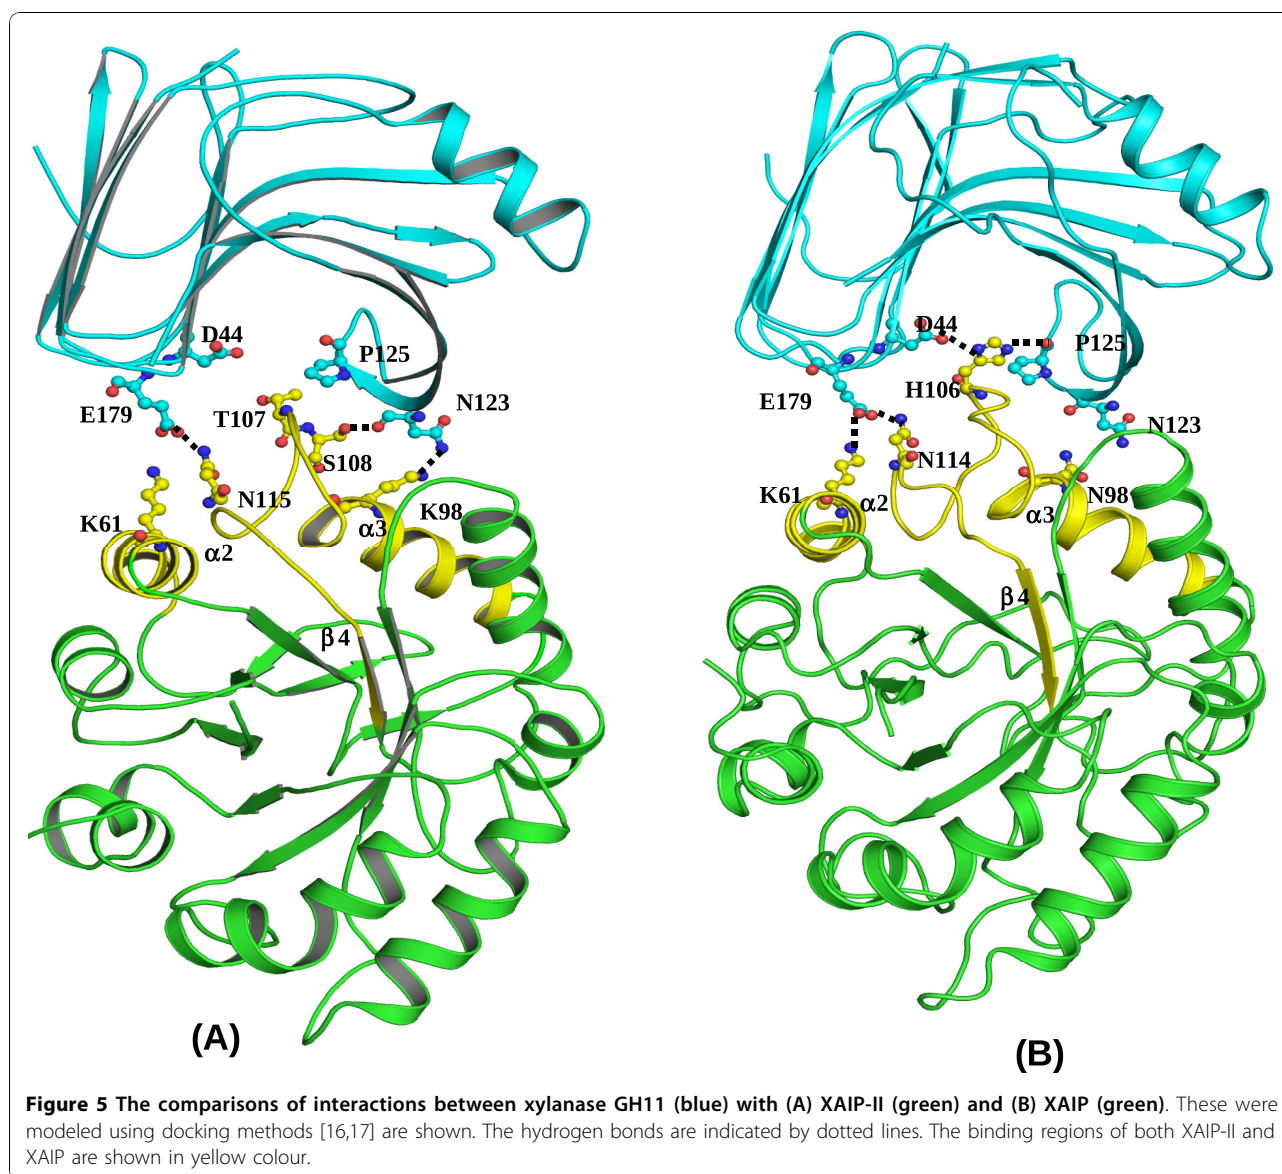 D44
P125
E179
T107
N123
S108
N115
K61
α2
α3
K98
β4
(A)
D44
P125
H106
E179
N123
N114
K61
α2
N98
α3
β4
(B)
Figure 5 The comparisons of interactions between xylanase GH11 (blue) with (A) XAIP-II (green) and (B) XAIP (green). These were
modeled using docking methods [16,17] are shown. The hydrogen bonds are indicated by dotted lines. The binding regions of both XAIP-II and
XAIP are shown in yellow colour.